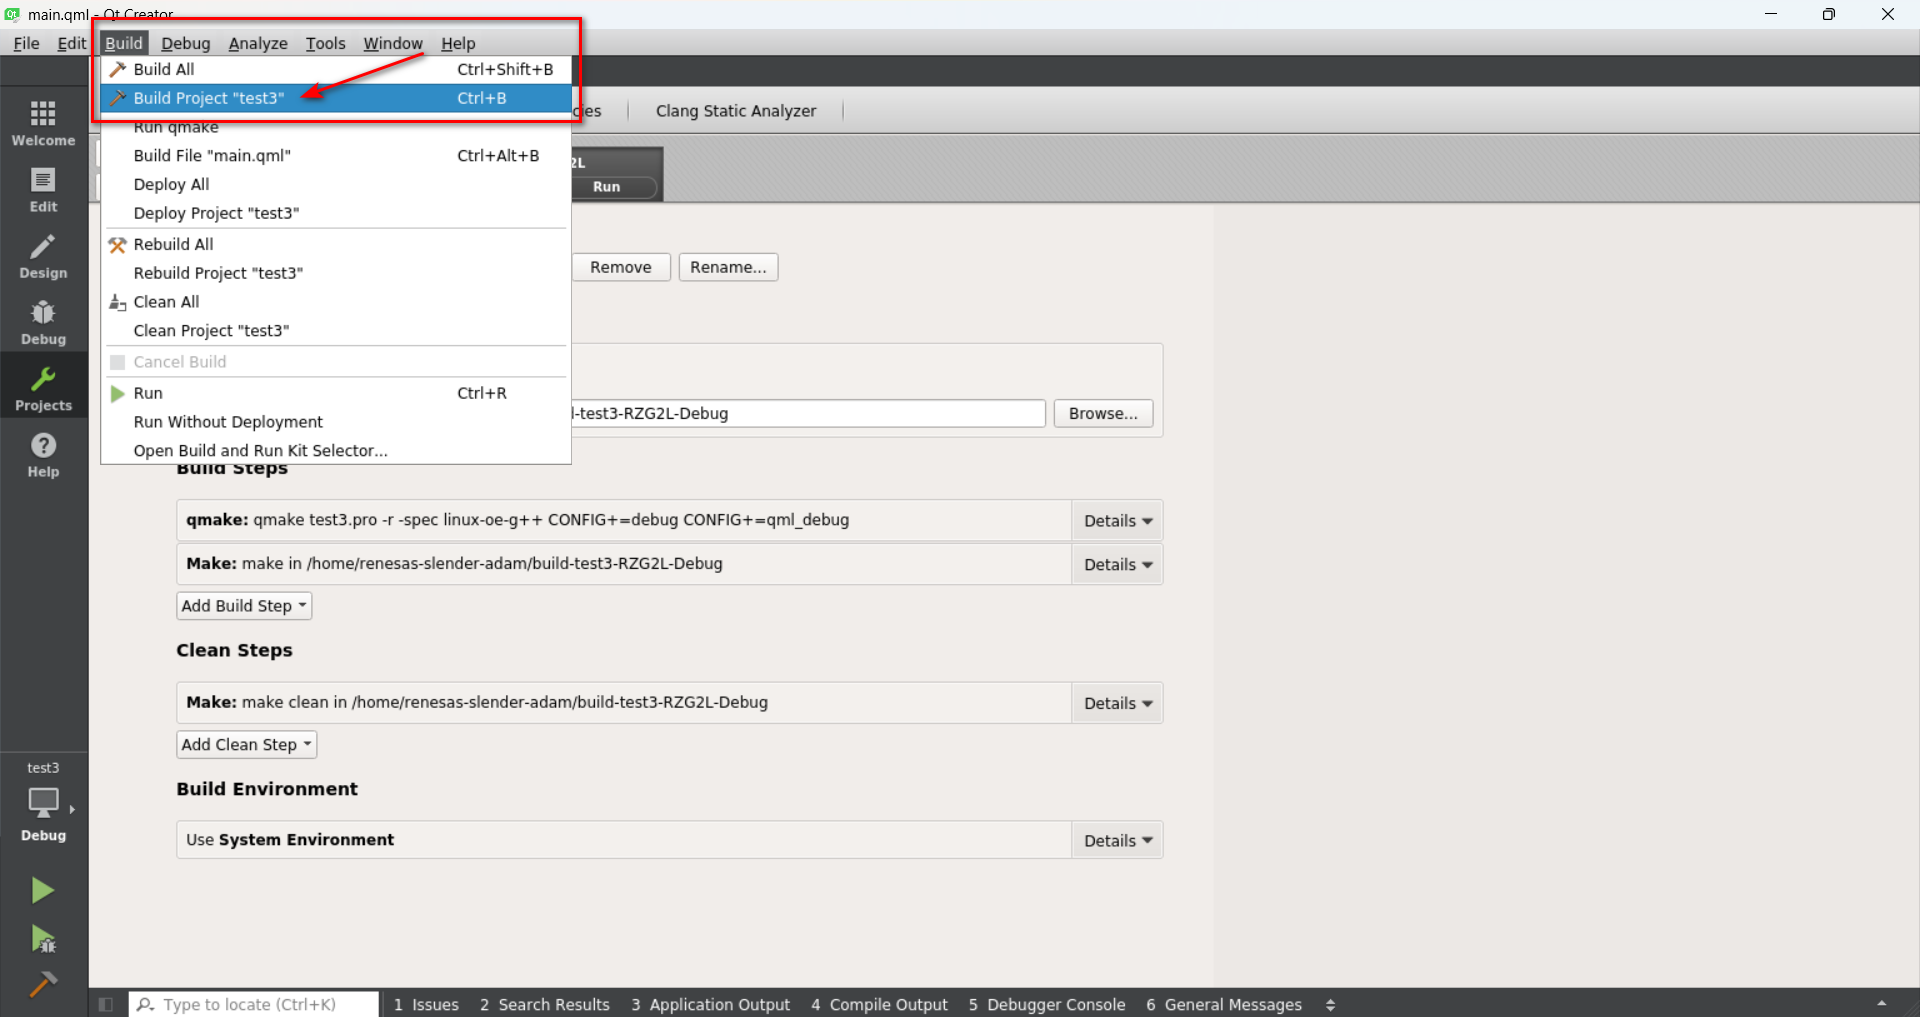 main.qml - Qt Creator
File Edit Build Debug Analyze Tools Window Help
Build All Ctrl+Shift+B
Build Project "test3" Ctrl+B
cies Clang Static Analyzer
Run qmake
Welcome
Build File "main.qml" Ctrl+Alt+B
2L
Deploy All
Run
Edit
Deploy Project "test3"
Rebuild All
Design
Rebuild Project "test3"
Remove Rename...
Clean All
Clean Project "test3"
Debug
Cancel Build
Run Ctrl+R
Projects
l-test3-RZG2L-Debug Browse...
Run Without Deployment
Open Build and Run Kit Selector...
Help
Build Steps
qmake: qmake test3.pro -r -spec linux-oe-g++ CONFIG+=debug CONFIG+=qml_debug Details
Make: make in /home/renesas-slender-adam/build-test3-RZG2L-Debug Details
Add Build Step
Clean Steps
Make: make clean in /home/renesas-slender-adam/build-test3-RZG2L-Debug Details
Add Clean Step
test3
Build Environment
Debug
Use System Environment Details
Type to locate (Ctrl+K) 1 Issues 2 Search Results 3 Application Output 4 Compile Output 5 Debugger Console 6 General Messages